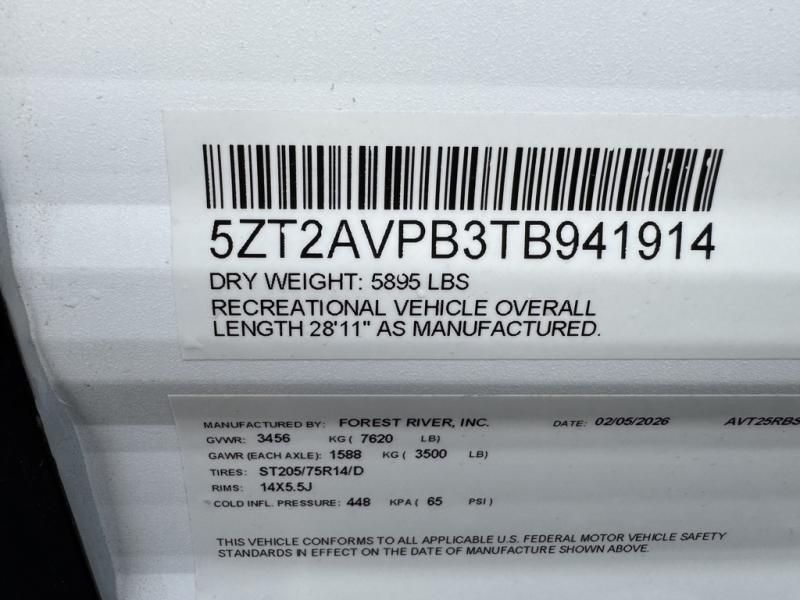 5ZT2AVPB3TB941914
DRY WEIGHT: 5895 LBS
RECREATIONAL VEHICLE OVERALL
LENGTH 28'11" AS MANUFACTURED.
MANUFACTURED BY: FOREST RIVER, INC. DATE: 02/05/2026 AVT25RBS
GVWR: 3456 KG ( 7620 LB)
GAWR (EACH AXLE): 1588 KG ( 3500 LB)
TIRES: ST205/75R14/D
RIMS: 14X5.5J
COLD INFL. PRESSURE: 448 KPA ( 65 PSI)
THIS VEHICLE CONFORMS TO ALL APPLICABLE U.S. FEDERAL MOTOR VEHICLE SAFETY
STANDARDS IN EFFECT ON THE DATE OF MANUFACTURE SHOWN ABOVE.